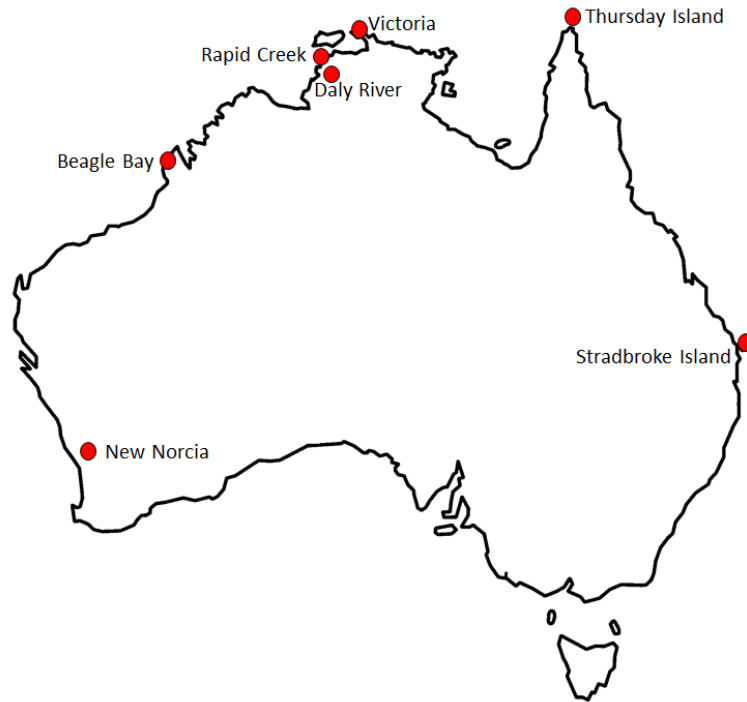 Victoria
Thursday Island
Rapid Creek
Daly River
Beagle Bay
Stradbroke Island
New Norcia